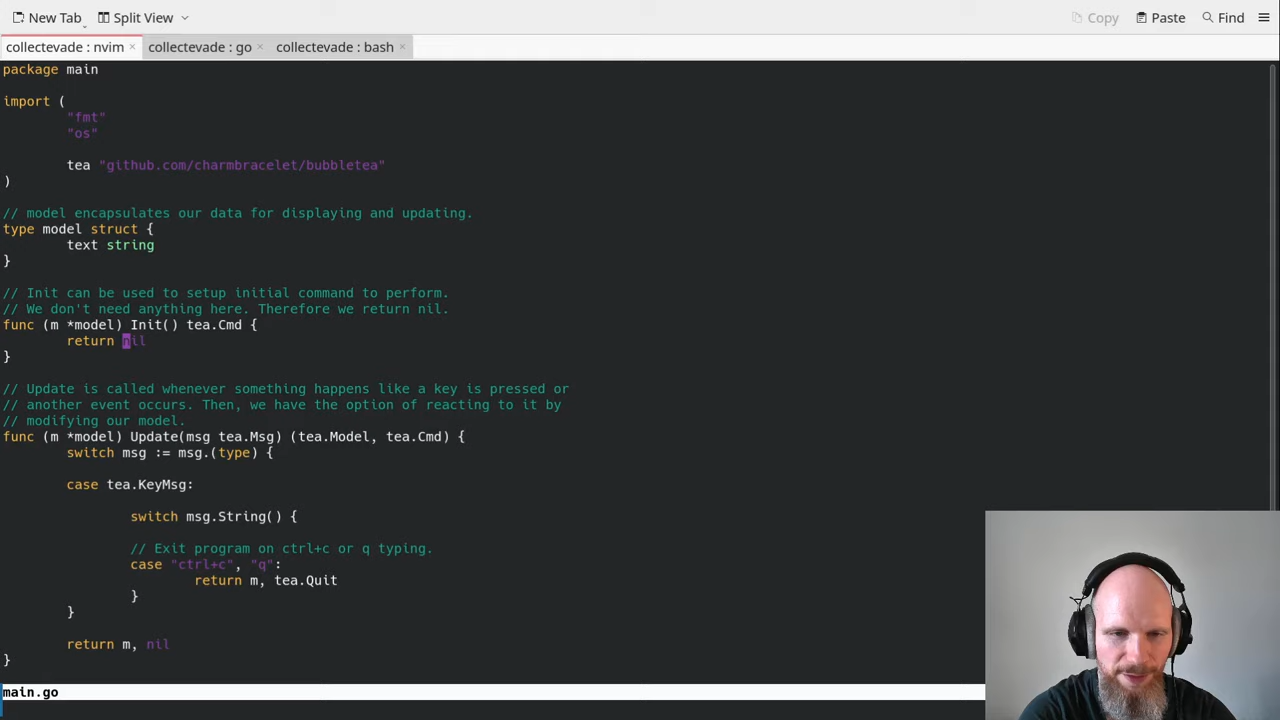 New Tab Split View Copy Paste Find
collectevade : nvim collectevade : go collectevade : bash
package main
import (
"fmt"
"os"
tea "github.com/charmbracelet/bubbletea"
)
// model encapsulates our data for displaying and updating.
type model struct {
text string
}
// Init can be used to setup initial command to perform.
// We don't need anything here. Therefore we return nil.
func (m *model) Init() tea.Cmd {
return nil
}
// Update is called whenever something happens like a key is pressed or
// another event occurs. Then, we have the option of reacting to it by
// modifying our model.
func (m *model) Update(msg tea.Msg) (tea.Model, tea.Cmd) {
switch msg := msg.(type) {
case tea.KeyMsg:
switch msg.String() {
// Exit program on ctrl+c or q typing.
case "ctrl+c", "q":
return m, tea.Quit
}
}
return m, nil
}
main.go